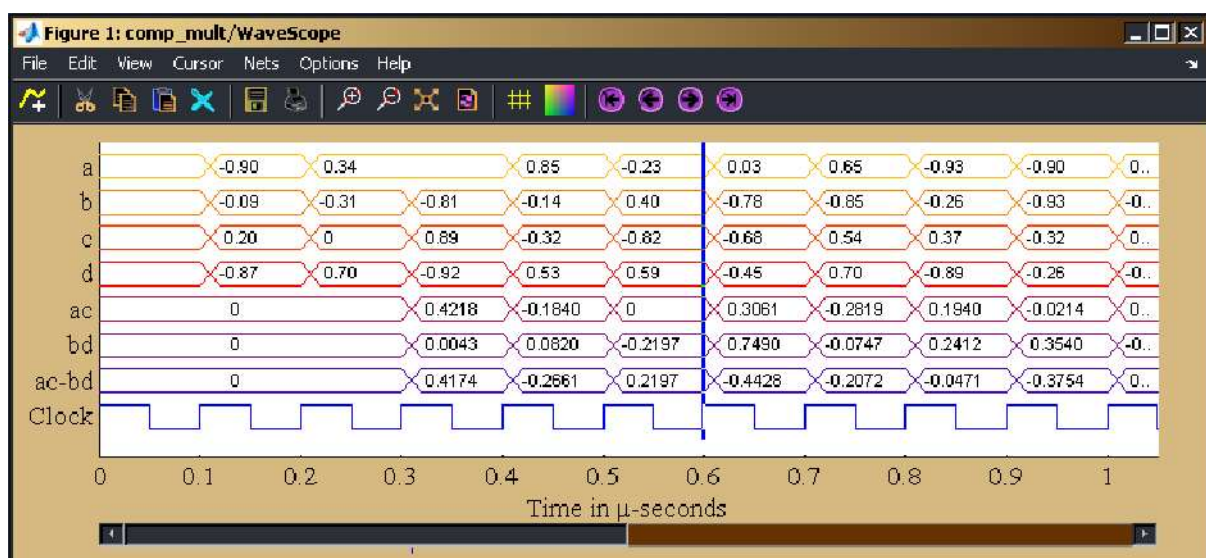 Figure 1: comp_mult/WaveScope
File Edit View Cursor Nets Options Help
a -0.90 0.34 0.85 -0.23 0.03 0.65 -0.93 -0.90 0..
b -0.09 -0.31 -0.81 -0.14 0.40 -0.78 -0.85 -0.26 -0.93 -0..
c 0.20 0 0.89 -0.32 -0.82 -0.68 0.54 0.37 -0.32 0..
d -0.87 0.70 -0.92 0.53 0.59 -0.45 0.70 -0.89 -0.26 -0..
ac 0 0.4218 -0.1840 0 0.3061 -0.2819 0.1940 -0.0214 0..
bd 0 0.0043 0.0820 -0.2197 0.7490 -0.0747 0.2412 0.3540 -0..
ac-bd 0 0.4174 -0.2661 0.2197 -0.4428 -0.2072 -0.0471 -0.3754 0..
Clock
0 0.1 0.2 0.3 0.4 0.5 0.6 0.7 0.8 0.9 1
Time in μ-seconds